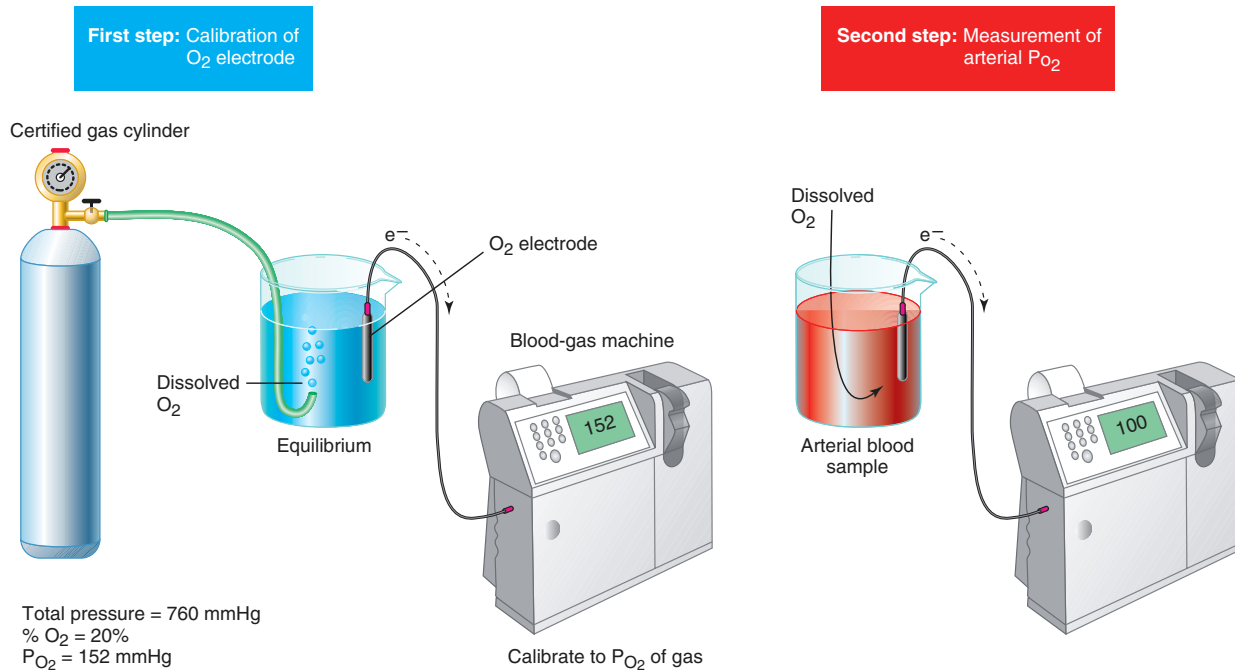 First step: Calibration of
O₂ electrode
Second step: Measurement of
arterial Po₂
Certified gas cylinder
Dissolved
O₂
e⁻
O₂ electrode
Dissolved
O₂
Equilibrium
Blood-gas machine
152
e⁻
Arterial blood
sample
100
Total pressure = 760 mmHg
% O₂ = 20%
P_O₂ = 152 mmHg
Calibrate to P_O₂ of gas